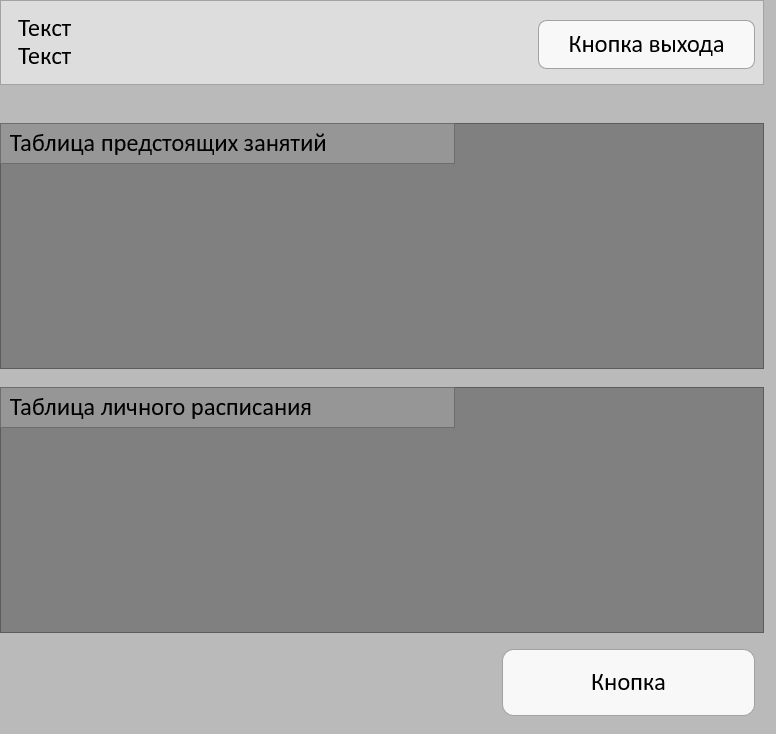 Текст
Текст
Кнопка выхода
Таблица предстоящих занятий
Таблица личного расписания
Кнопка